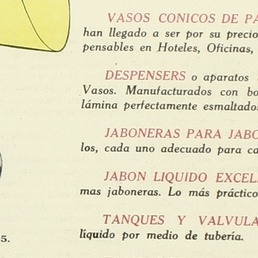 VASOS CONICOS DE PA
han llegado a ser por su precio
pensables en Hoteles, Oficinas,
DESPENSERS o aparatos
Vasos. Manufacturados con bo
lámina perfectamente esmaltados
JABONERAS PARA JABO
los, cada uno adecuado para ca
JABON LIQUIDO EXCEL
mas jaboneras. Lo más práctico
TANQUES Y VALVULA
líquido por medio de tubería.
5.